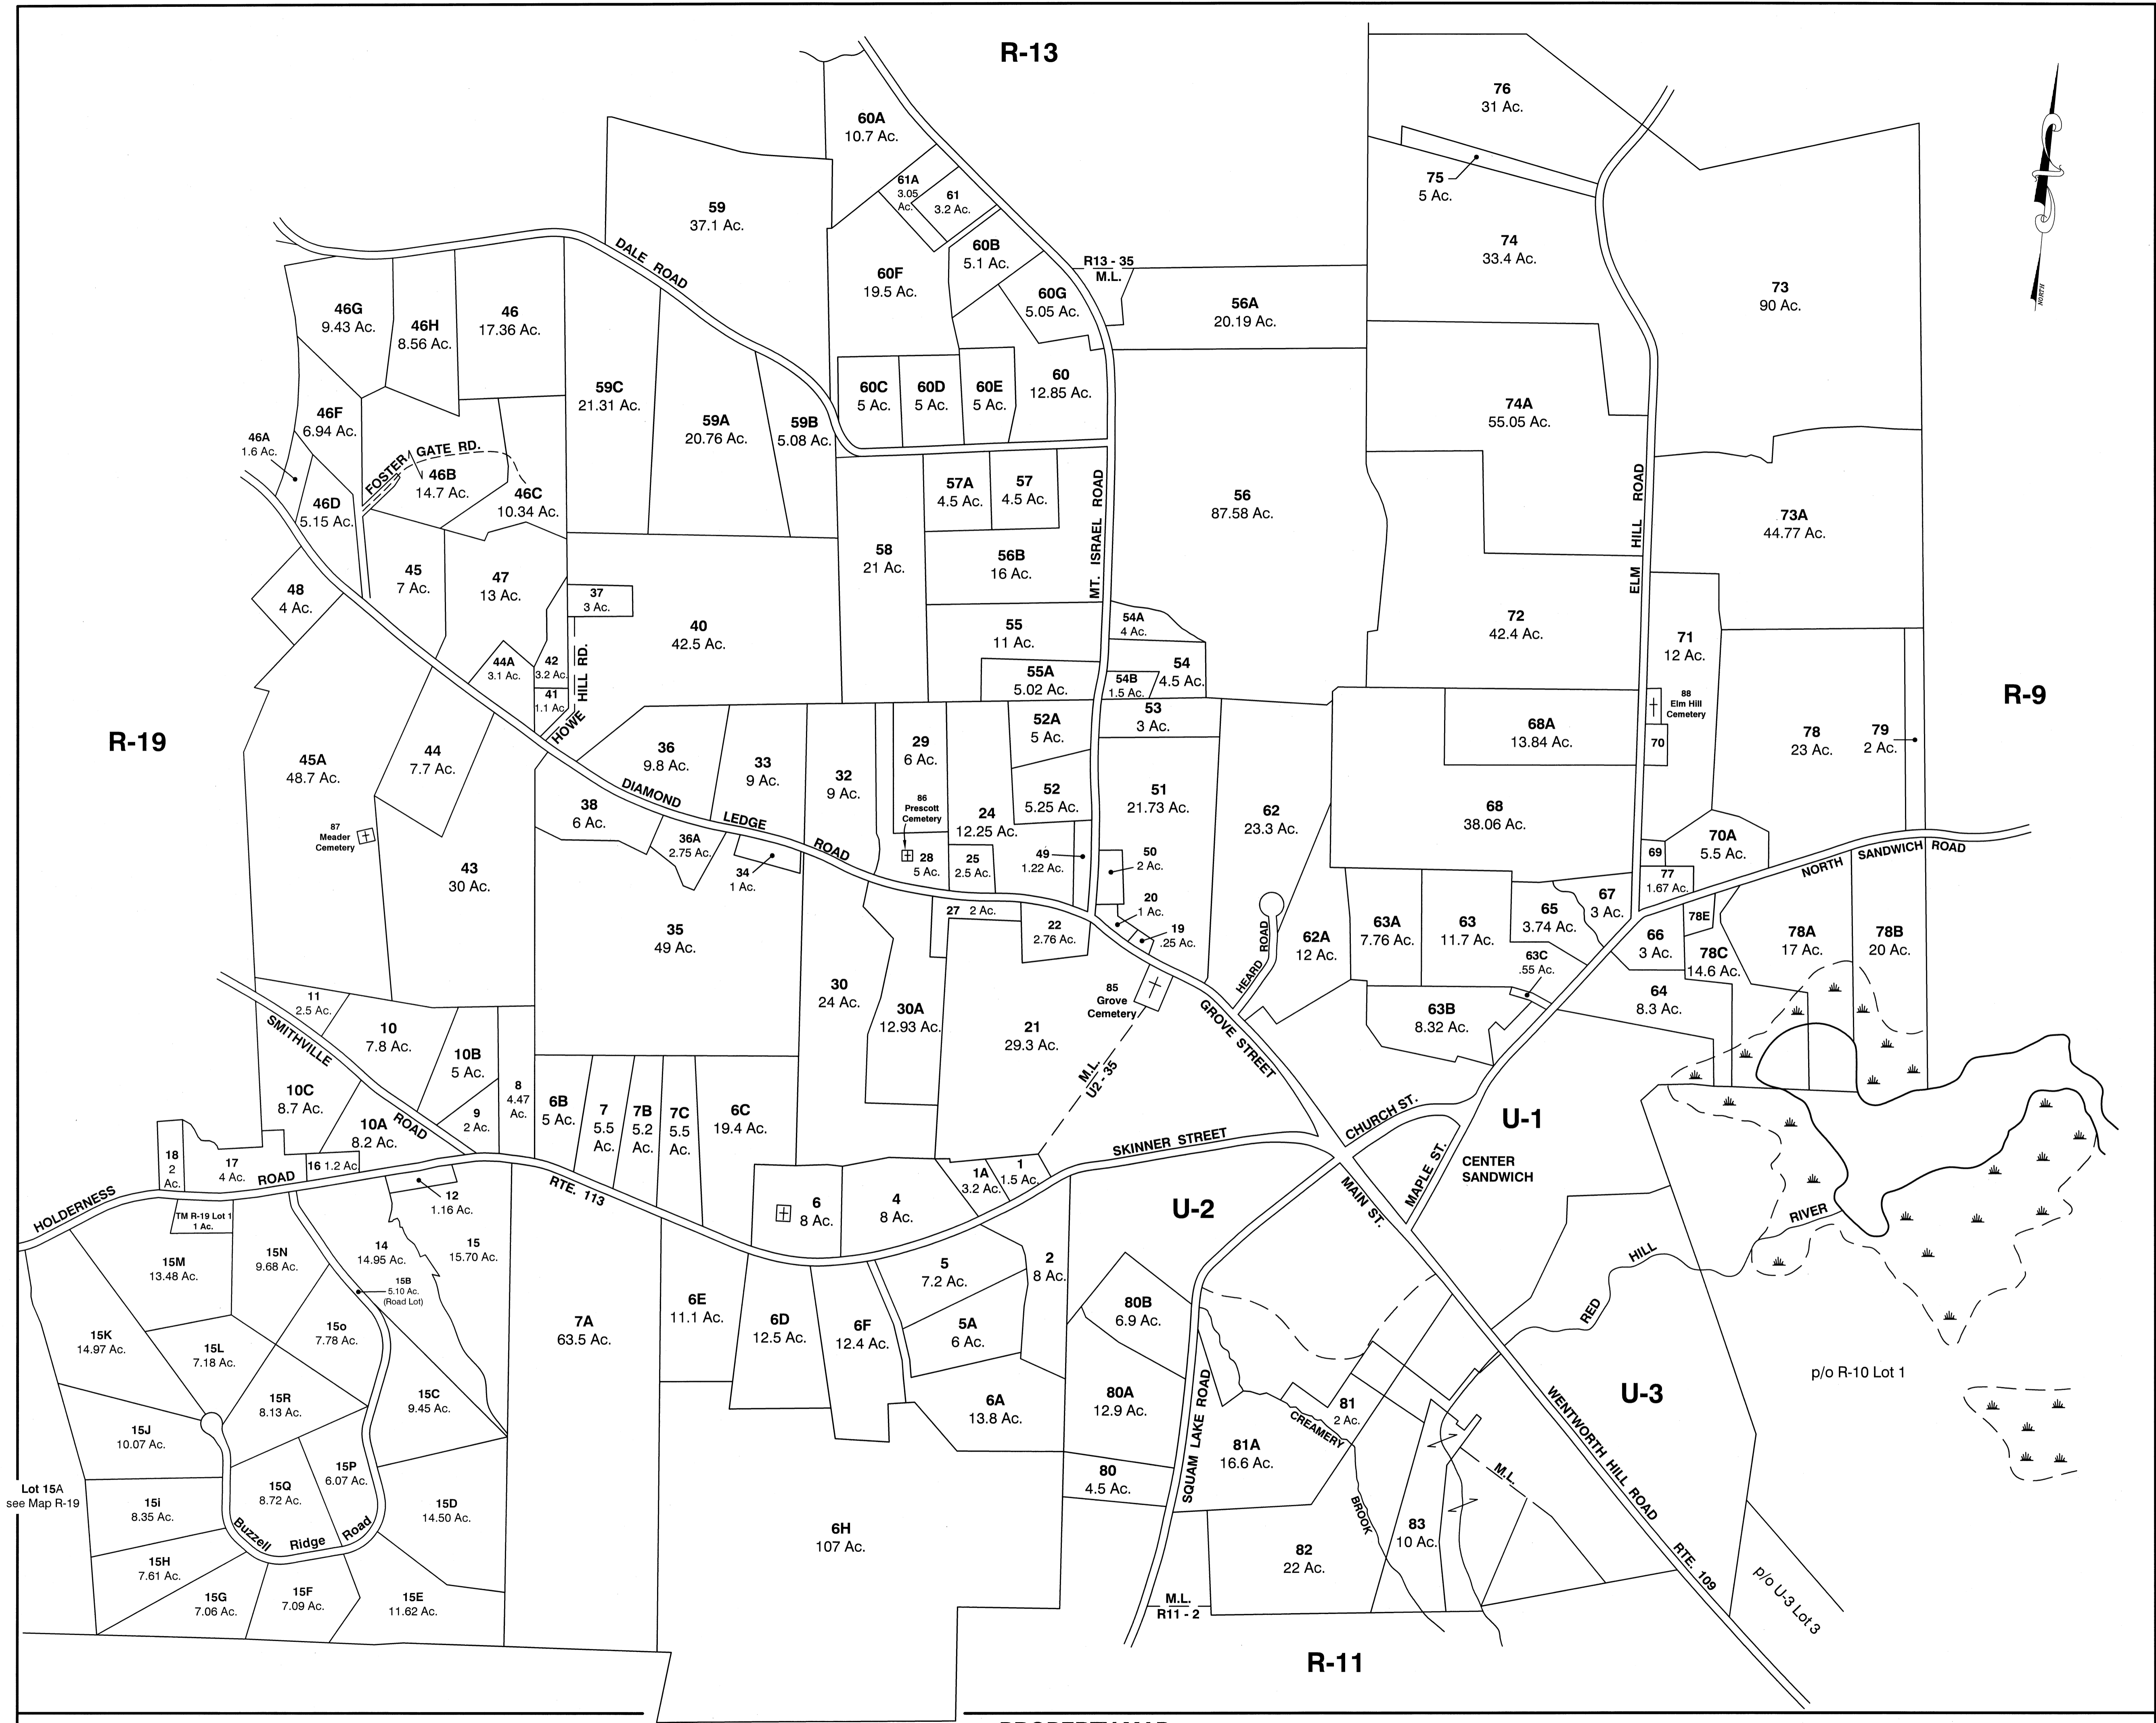 R-13
76
31 Ac.
60A
10.7 Ac.
75
5 Ac.
61A
3.05
Ac.
61
3.2 Ac.
59
37.1 Ac.
DALE ROAD
60B
5.1 Ac.
74
33.4 Ac.
NORTH
60F
19.5 Ac.
R13 - 35
M.L.
60G
5.05 Ac.
56A
20.19 Ac.
73
90 Ac.
46G
9.43 Ac.
46H
8.56 Ac.
46
17.36 Ac.
59C
21.31 Ac.
59A
20.76 Ac.
59B
5.08 Ac.
60C
5 Ac.
60D
5 Ac.
60E
5 Ac.
60
12.85 Ac.
74A
55.05 Ac.
46F
6.94 Ac.
46A
1.6 Ac.
FOSTER GATE RD.
46B
14.7 Ac.
46C
10.34 Ac.
46D
5.15 Ac.
57A
4.5 Ac.
57
4.5 Ac.
MT. ISRAEL ROAD
56
87.58 Ac.
ELM HILL ROAD
73A
44.77 Ac.
58
21 Ac.
56B
16 Ac.
48
4 Ac.
45
7 Ac.
47
13 Ac.
37
3 Ac.
40
42.5 Ac.
55
11 Ac.
54A
4 Ac.
72
42.4 Ac.
71
12 Ac.
44A
3.1 Ac.
42
3.2 Ac.
41
1.1 Ac
HOWE HILL RD.
55A
5.02 Ac.
54B
1.5 Ac.
54
4.5 Ac.
R-9
88
Elm Hill
Cemetery
R-19
45A
48.7 Ac.
44
7.7 Ac.
36
9.8 Ac.
33
9 Ac.
32
9 Ac.
29
6 Ac.
52A
5 Ac.
53
3 Ac.
68A
13.84 Ac.
70
78
23 Ac.
79
2 Ac.
38
6 Ac.
DIAMOND LEDGE ROAD
86
Prescott
Cemetery
24
12.25 Ac.
52
5.25 Ac.
51
21.73 Ac.
62
23.3 Ac.
68
38.06 Ac.
87
Meader
Cemetery
36A
2.75 Ac.
34
1 Ac.
28
5 Ac.
25
2.5 Ac.
49
1.22 Ac.
50
2 Ac.
69
70A
5.5 Ac.
NORTH SANDWICH ROAD
43
30 Ac.
77
1.67 Ac.
35
49 Ac.
27 2 Ac.
22
2.76 Ac.
20
1 Ac.
19
.25 Ac.
HEARD ROAD
62A
12 Ac.
63A
7.76 Ac.
63
11.7 Ac.
65
3.74 Ac.
67
3 Ac.
78E
66
3 Ac.
78C
14.6 Ac.
78A
17 Ac.
78B
20 Ac.
63C
.55 Ac.
11
2.5 Ac.
10
7.8 Ac.
SMITHVILLE ROAD
30
24 Ac.
30A
12.93 Ac.
21
29.3 Ac.
85
Grove
Cemetery
GROVE STREET
63B
8.32 Ac.
64
8.3 Ac.
10B
5 Ac.
M.L.
U2 - 35
10C
8.7 Ac.
10A
8.2 Ac.
9
2 Ac.
8
4.47
Ac.
6B
5 Ac.
7
5.5
Ac.
7B
5.2
Ac.
7C
5.5
Ac.
6C
19.4 Ac.
CHURCH ST.
U-1
SKINNER STREET
MAPLE ST.
CENTER
SANDWICH
18
2
Ac.
17
4 Ac.
16 1.2 Ac
1A
3.2 Ac.
1
1.5 Ac.
HOLDERNESS ROAD
RTE. 113
MAIN ST.
12
1.16 Ac.
TM R-19 Lot 1
1 Ac.
6
8 Ac.
4
8 Ac.
U-2
RED HILL RIVER
15M
13.48 Ac.
15N
9.68 Ac.
14
14.95 Ac.
15
15.70 Ac.
15B
5.10 Ac.
(Road Lot)
5
7.2 Ac.
2
8 Ac.
6E
11.1 Ac.
80B
6.9 Ac.
15K
14.97 Ac.
15L
7.18 Ac.
15o
7.78 Ac.
7A
63.5 Ac.
6D
12.5 Ac.
6F
12.4 Ac.
5A
6 Ac.
p/o R-10 Lot 1
15R
8.13 Ac.
15C
9.45 Ac.
6A
13.8 Ac.
80A
12.9 Ac.
SQUAM LAKE ROAD
81
2 Ac.
CREAMERY BROOK
U-3
15J
10.07 Ac.
81A
16.6 Ac.
WENTWORTH HILL ROAD
RTE. 109
M.L.
15P
6.07 Ac.
80
4.5 Ac.
Lot 15A
see Map R-19
15Q
8.72 Ac.
15i
8.35 Ac.
15D
14.50 Ac.
Buzzell Ridge Road
6H
107 Ac.
83
10 Ac.
82
22 Ac.
15H
7.61 Ac.
15G
7.06 Ac.
15F
7.09 Ac.
15E
11.62 Ac.
M.L.
R11 - 2
p/o U-3 Lot 3
R-11